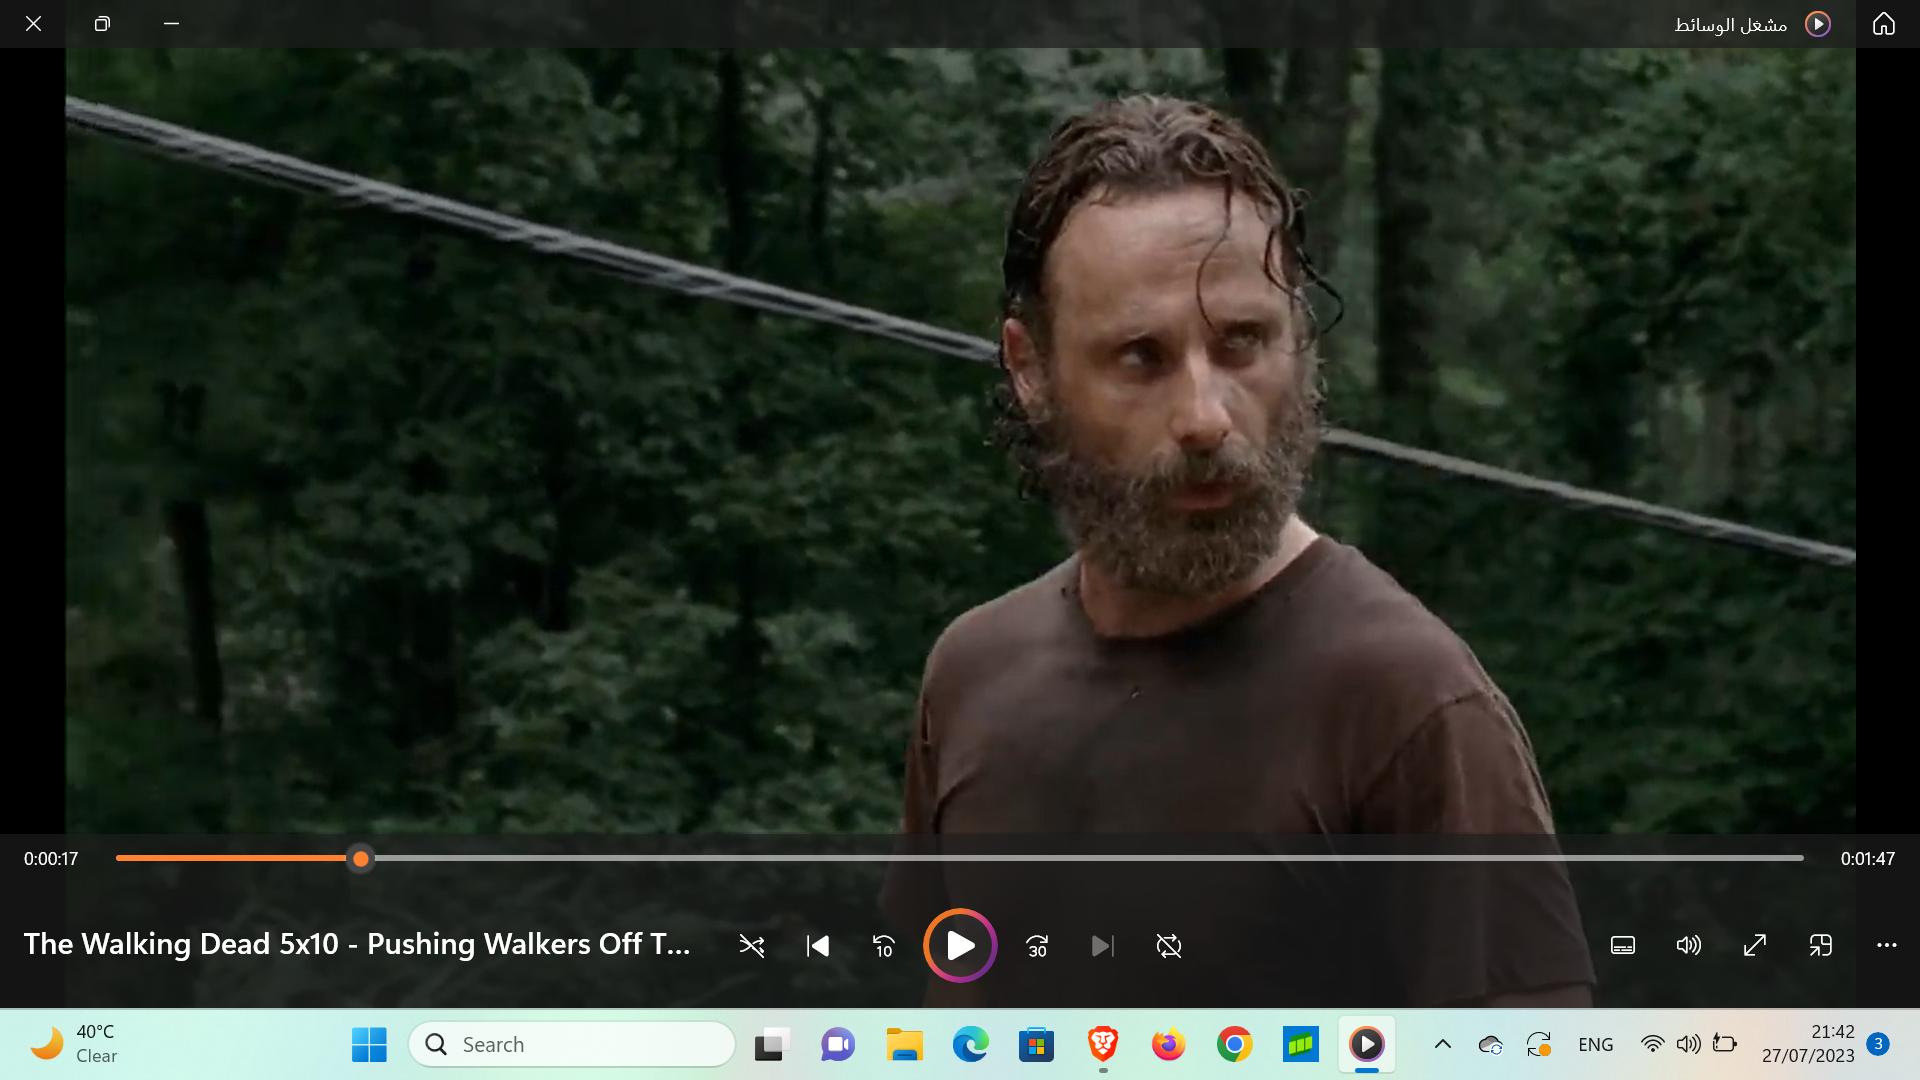 مشغل الوسائط
0:00:17
0:01:47
The Walking Dead 5x10 - Pushing Walkers Off T...
10
30
40°C
Clear
Search
ENG
21:42
27/07/2023
3